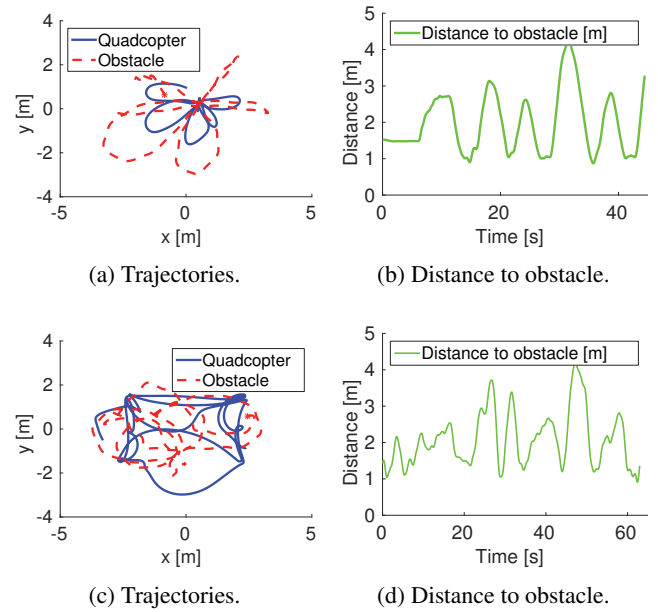 4
2
0
-2
-4
y [m]
Quadcopter
Obstacle
-5
0
5
x [m]
(a) Trajectories.
5
4
3
2
1
0
Distance [m]
Distance to obstacle [m]
0
20
40
Time [s]
(b) Distance to obstacle.
4
2
0
-2
-4
y [m]
Quadcopter
Obstacle
-5
0
5
x [m]
(c) Trajectories.
5
4
3
2
1
0
Distance [m]
Distance to obstacle [m]
0
20
40
60
Time [s]
(d) Distance to obstacle.